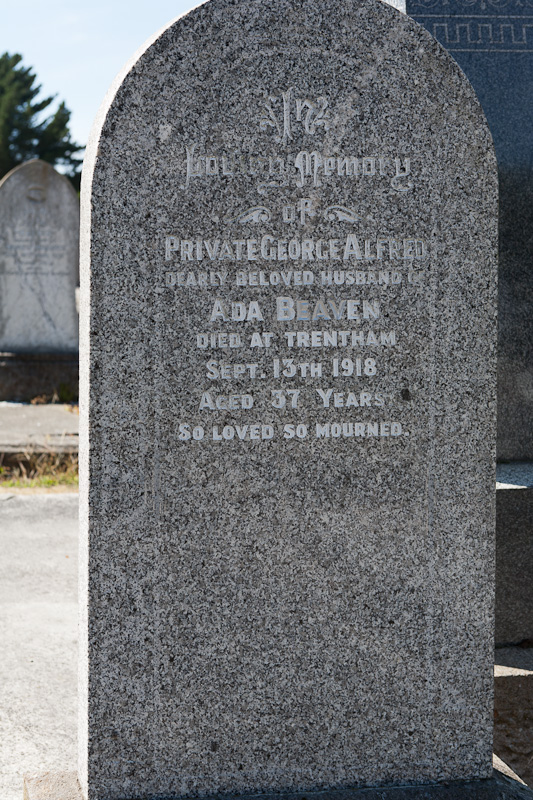 In
Loving Memory
OF
PRIVATE GEORGE ALFRED
DEARLY BELOVED HUSBAND OF
ADA BEAVEN
DIED AT TRENTHAM
SEPT. 13TH 1918
AGED 37 YEARS
SO LOVED SO MOURNED.